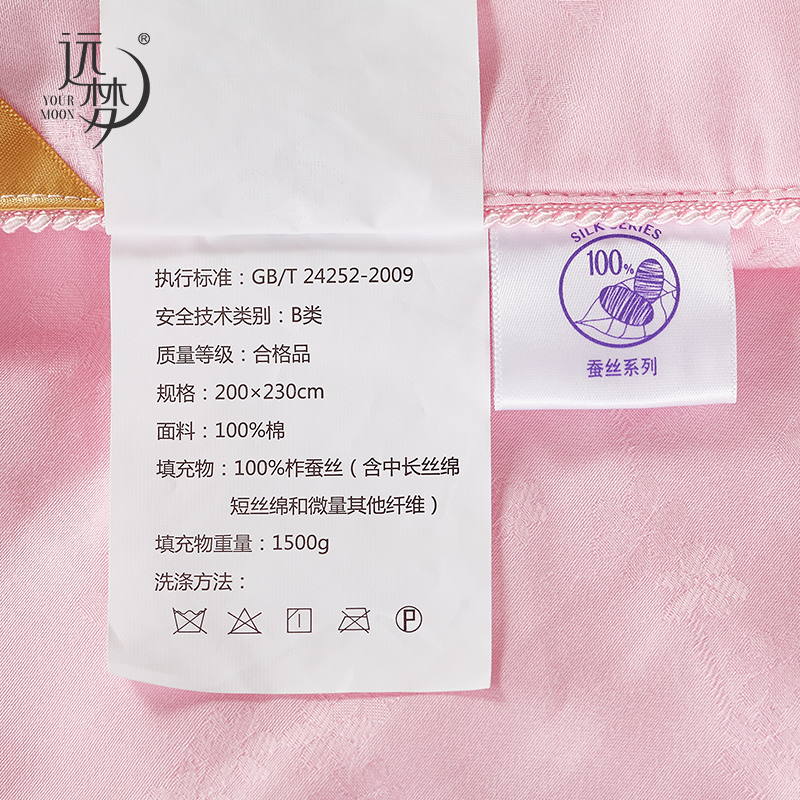 远梦®
YOUR
MOON
执行标准：GB/T 24252-2009
安全技术类别：B类
质量等级：合格品
规格：200×230cm
面料：100%棉
填充物：100%柞蚕丝（含中长丝绵
短丝绵和微量其他纤维）
填充物重量：1500g
洗涤方法：
P
SILK SERIES
100%
蚕丝系列